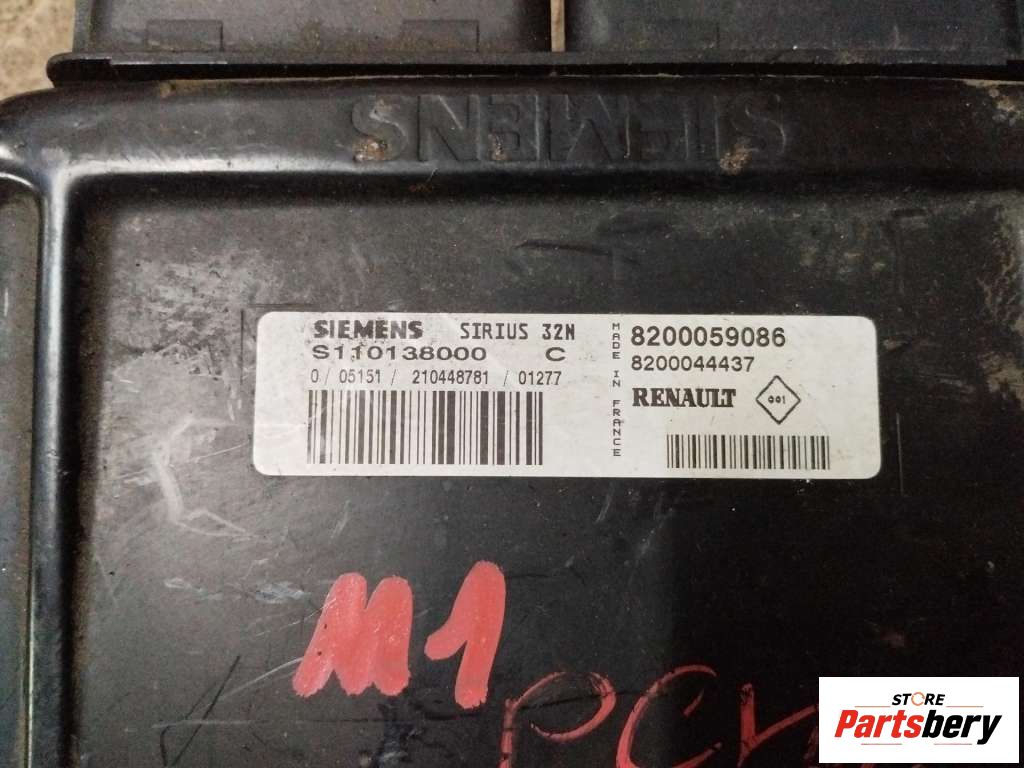 SIEMENS
SIEMENS SIRIUS 32N
S110138000 C
0 / 05151 / 210448781 / 01277
MADE IN FRANCE
8200059086
8200044437
RENAULT
001
M1
STORE
Partsbery